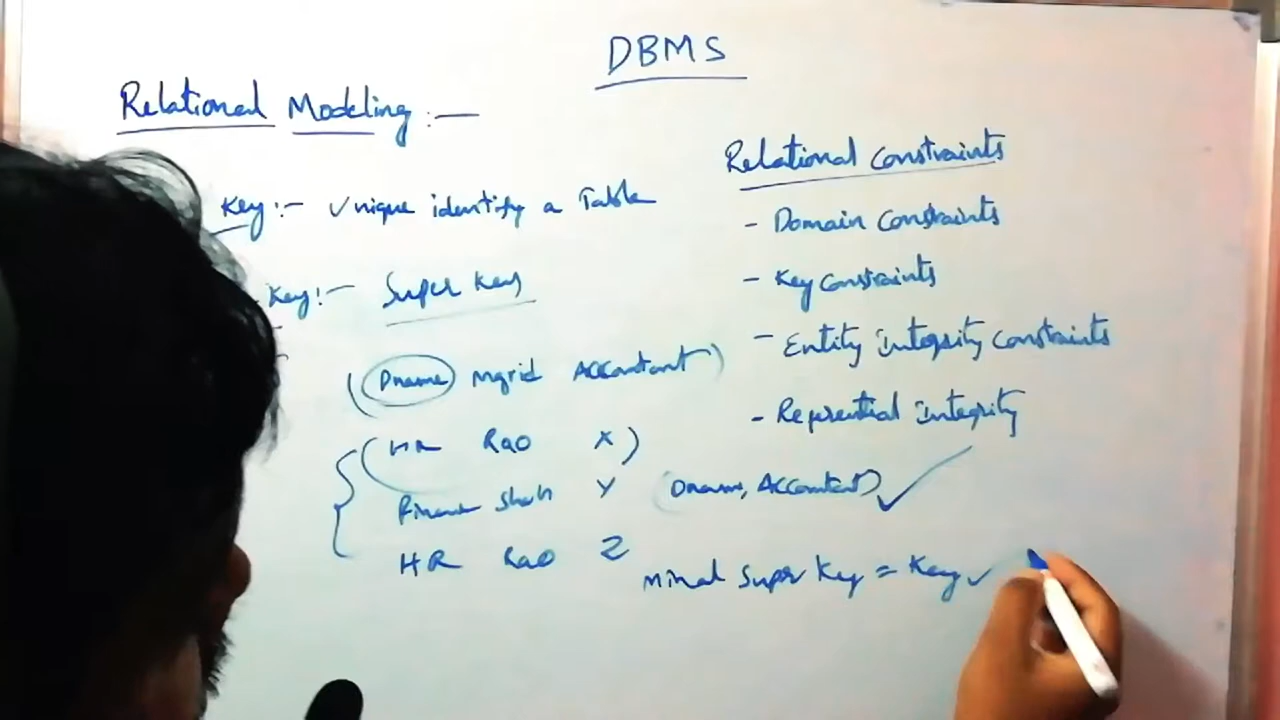 DBMS
Relational Modeling :—
Key:- Unique identify a Table
Key:- Super Key
(Dname Mgrid Accountant)
(HR Rao X)
Finance Shah Y
HR Rao Z
Relational Constraints
- Domain Constraints
- Key constraints
- Entity integrity constraints
- integrity
(Dname, Accountant) ✓
Super Key = Key ✓